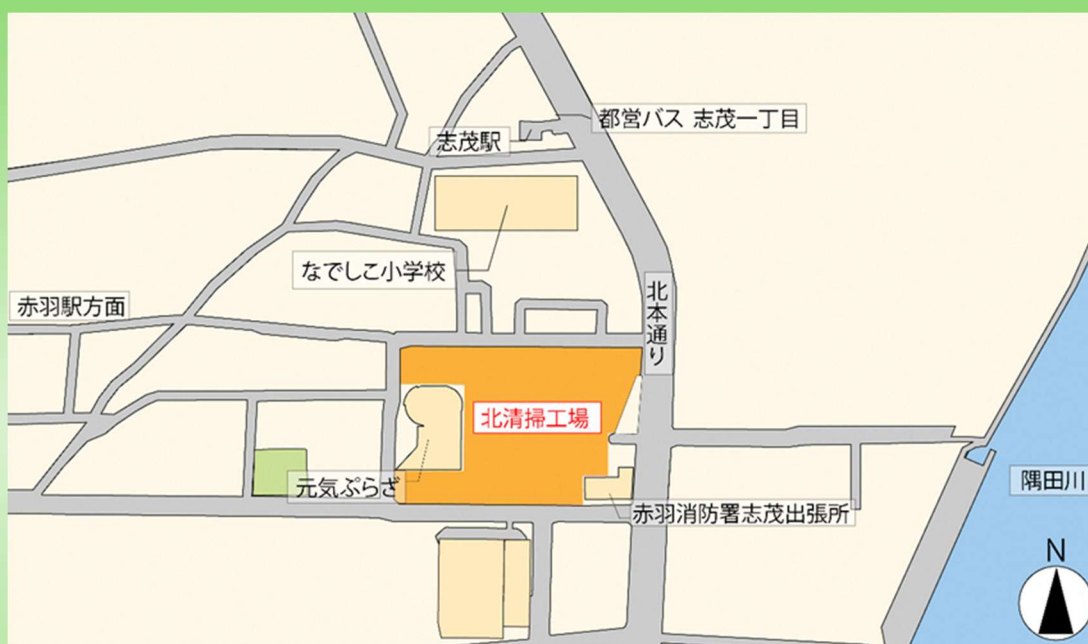 都営バス 志茂一丁目
志茂駅
なでしこ小学校
赤羽駅方面
北本通り
北清掃工場
元気ぷらざ
赤羽消防署志茂出張所
隅田川
N